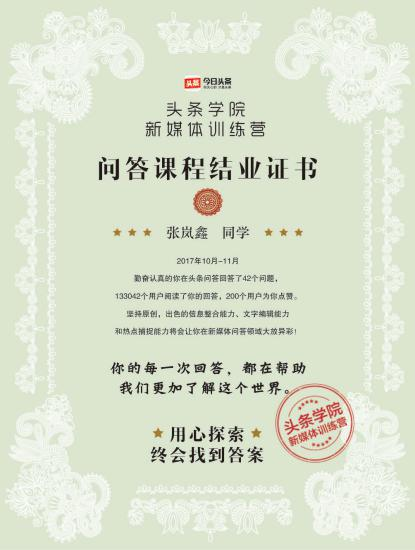 头条 今日头条
头条学院
新媒体训练营
问答课程结业证书
张岚鑫 同学
2017年10月-11月
勤奋认真的你在头条问答回答了42个问题，
133042个用户阅读了你的回答，200个用户为你点赞。
坚持原创，出色的信息整合能力、文字编辑能力
和热点捕捉能力将会让你在新媒体问答领域大放异彩！
你的每一次回答，都在帮助
我们更加了解这个世界。
头条学院
新媒体训练营
用心探索
终会找到答案